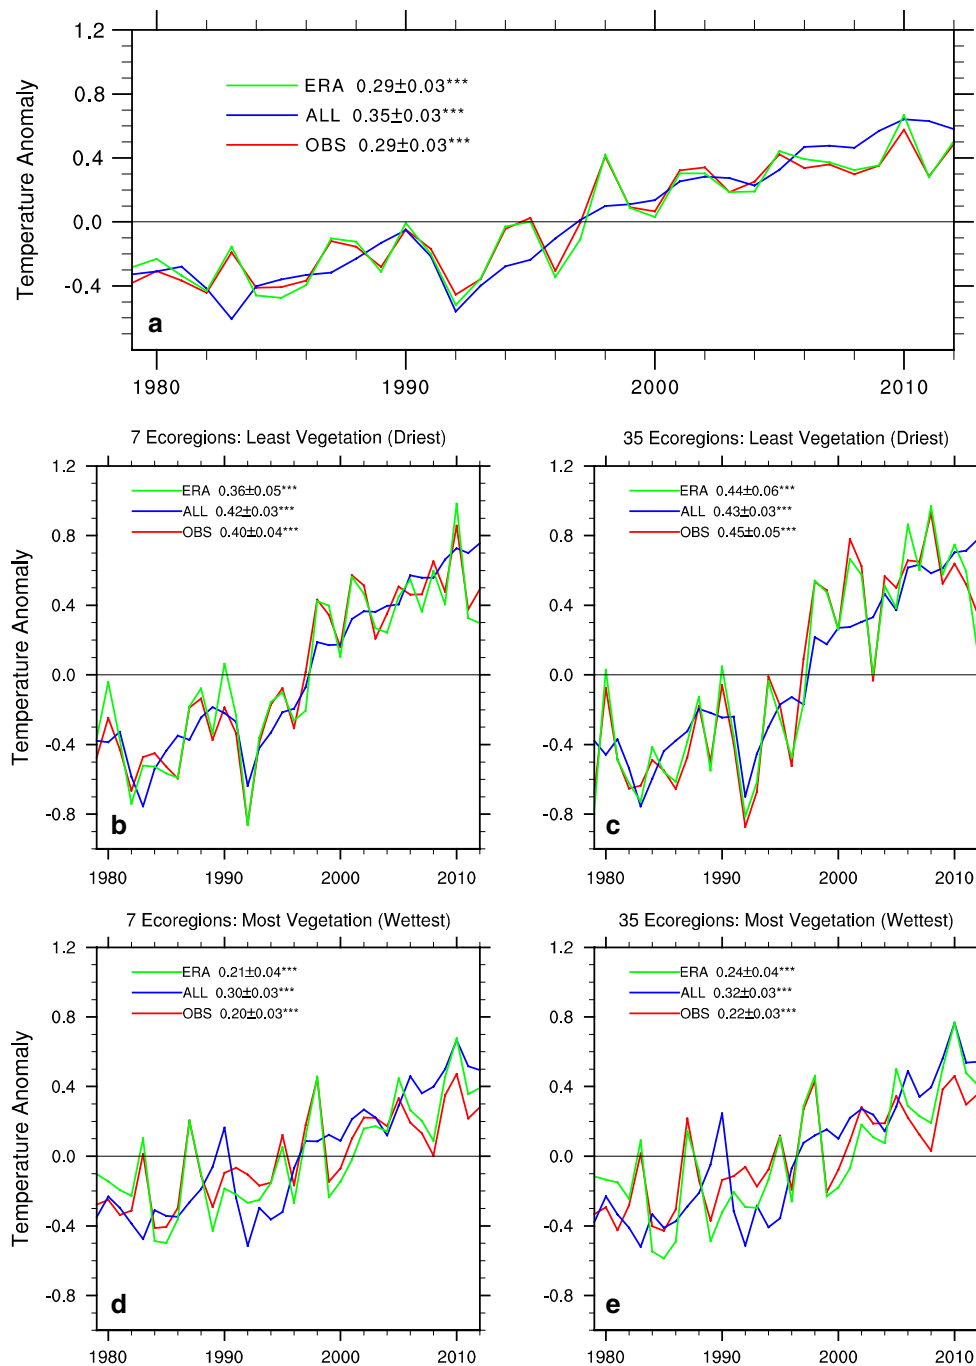 1.2
0.8
0.4
0.0
-0.4
Temperature Anomaly
ERA 0.29±0.03***
ALL 0.35±0.03***
OBS 0.29±0.03***
a
1980 1990 2000 2010
7 Ecoregions: Least Vegetation (Driest)
1.2
0.8
0.4
0.0
-0.4
-0.8
Temperature Anomaly
ERA 0.36±0.05***
ALL 0.42±0.03***
OBS 0.40±0.04***
b
1980 1990 2000 2010
35 Ecoregions: Least Vegetation (Driest)
1.2
0.8
0.4
0.0
-0.4
-0.8
ERA 0.44±0.06***
ALL 0.43±0.03***
OBS 0.45±0.05***
c
1980 1990 2000 2010
7 Ecoregions: Most Vegetation (Wettest)
1.2
0.8
0.4
0.0
-0.4
-0.8
Temperature Anomaly
ERA 0.21±0.04***
ALL 0.30±0.03***
OBS 0.20±0.03***
d
1980 1990 2000 2010
35 Ecoregions: Most Vegetation (Wettest)
1.2
0.8
0.4
0.0
-0.4
-0.8
ERA 0.24±0.04***
ALL 0.32±0.03***
OBS 0.22±0.03***
e
1980 1990 2000 2010